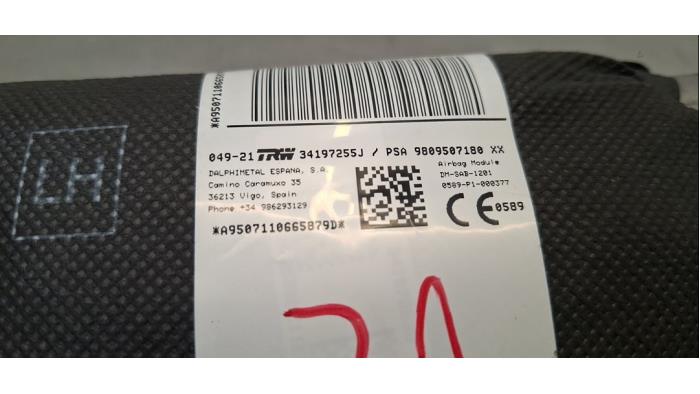 LH
049-21 TRW 34197255J / PSA 9809507180 XX
DALPHIMETAL ESPANA, S.A.
Camino Caramuxo 35
36213 Vigo, Spain
Phone +34 986293129
Airbag Module
DM-SAB-1201
0589-P1-000377
CE 0589
*A9507110665879D*